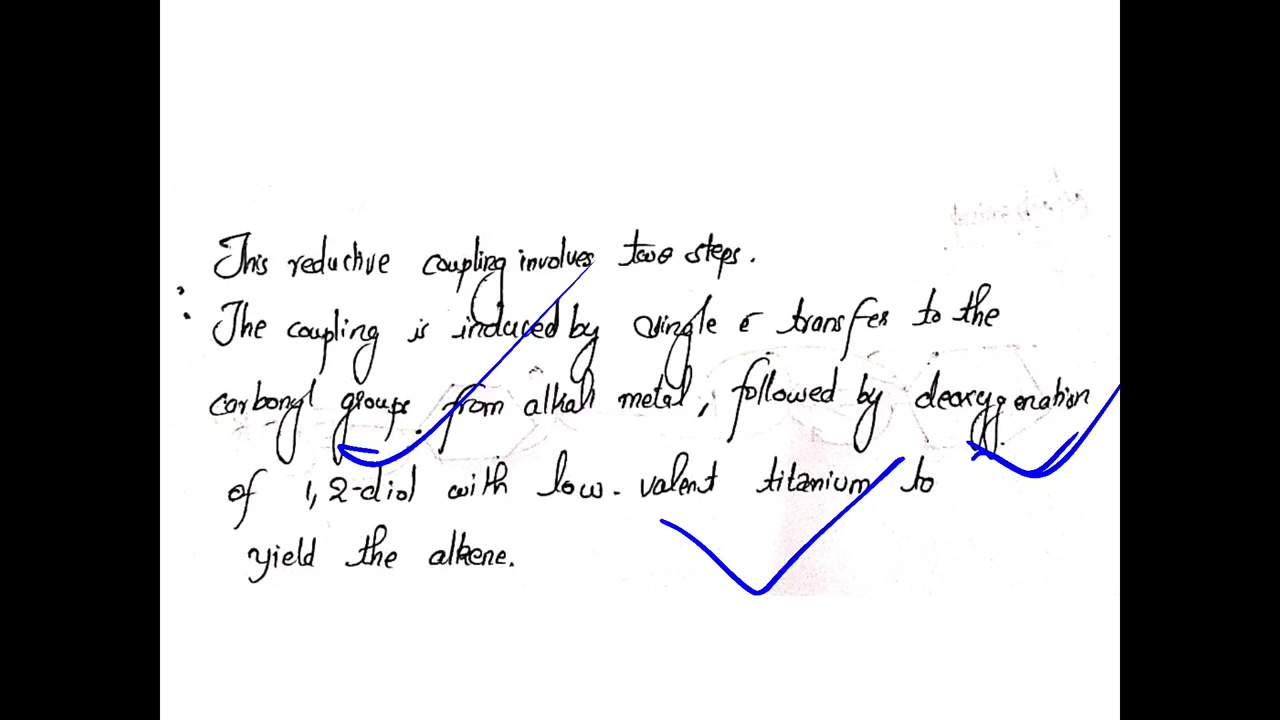 This reductive coupling involves two steps.
The coupling is induced by single e transfer to the
carbonyl groups from alkali metal, followed by deoxygenation
of 1,2-diol with low-valent titanium to
yield the alkene.